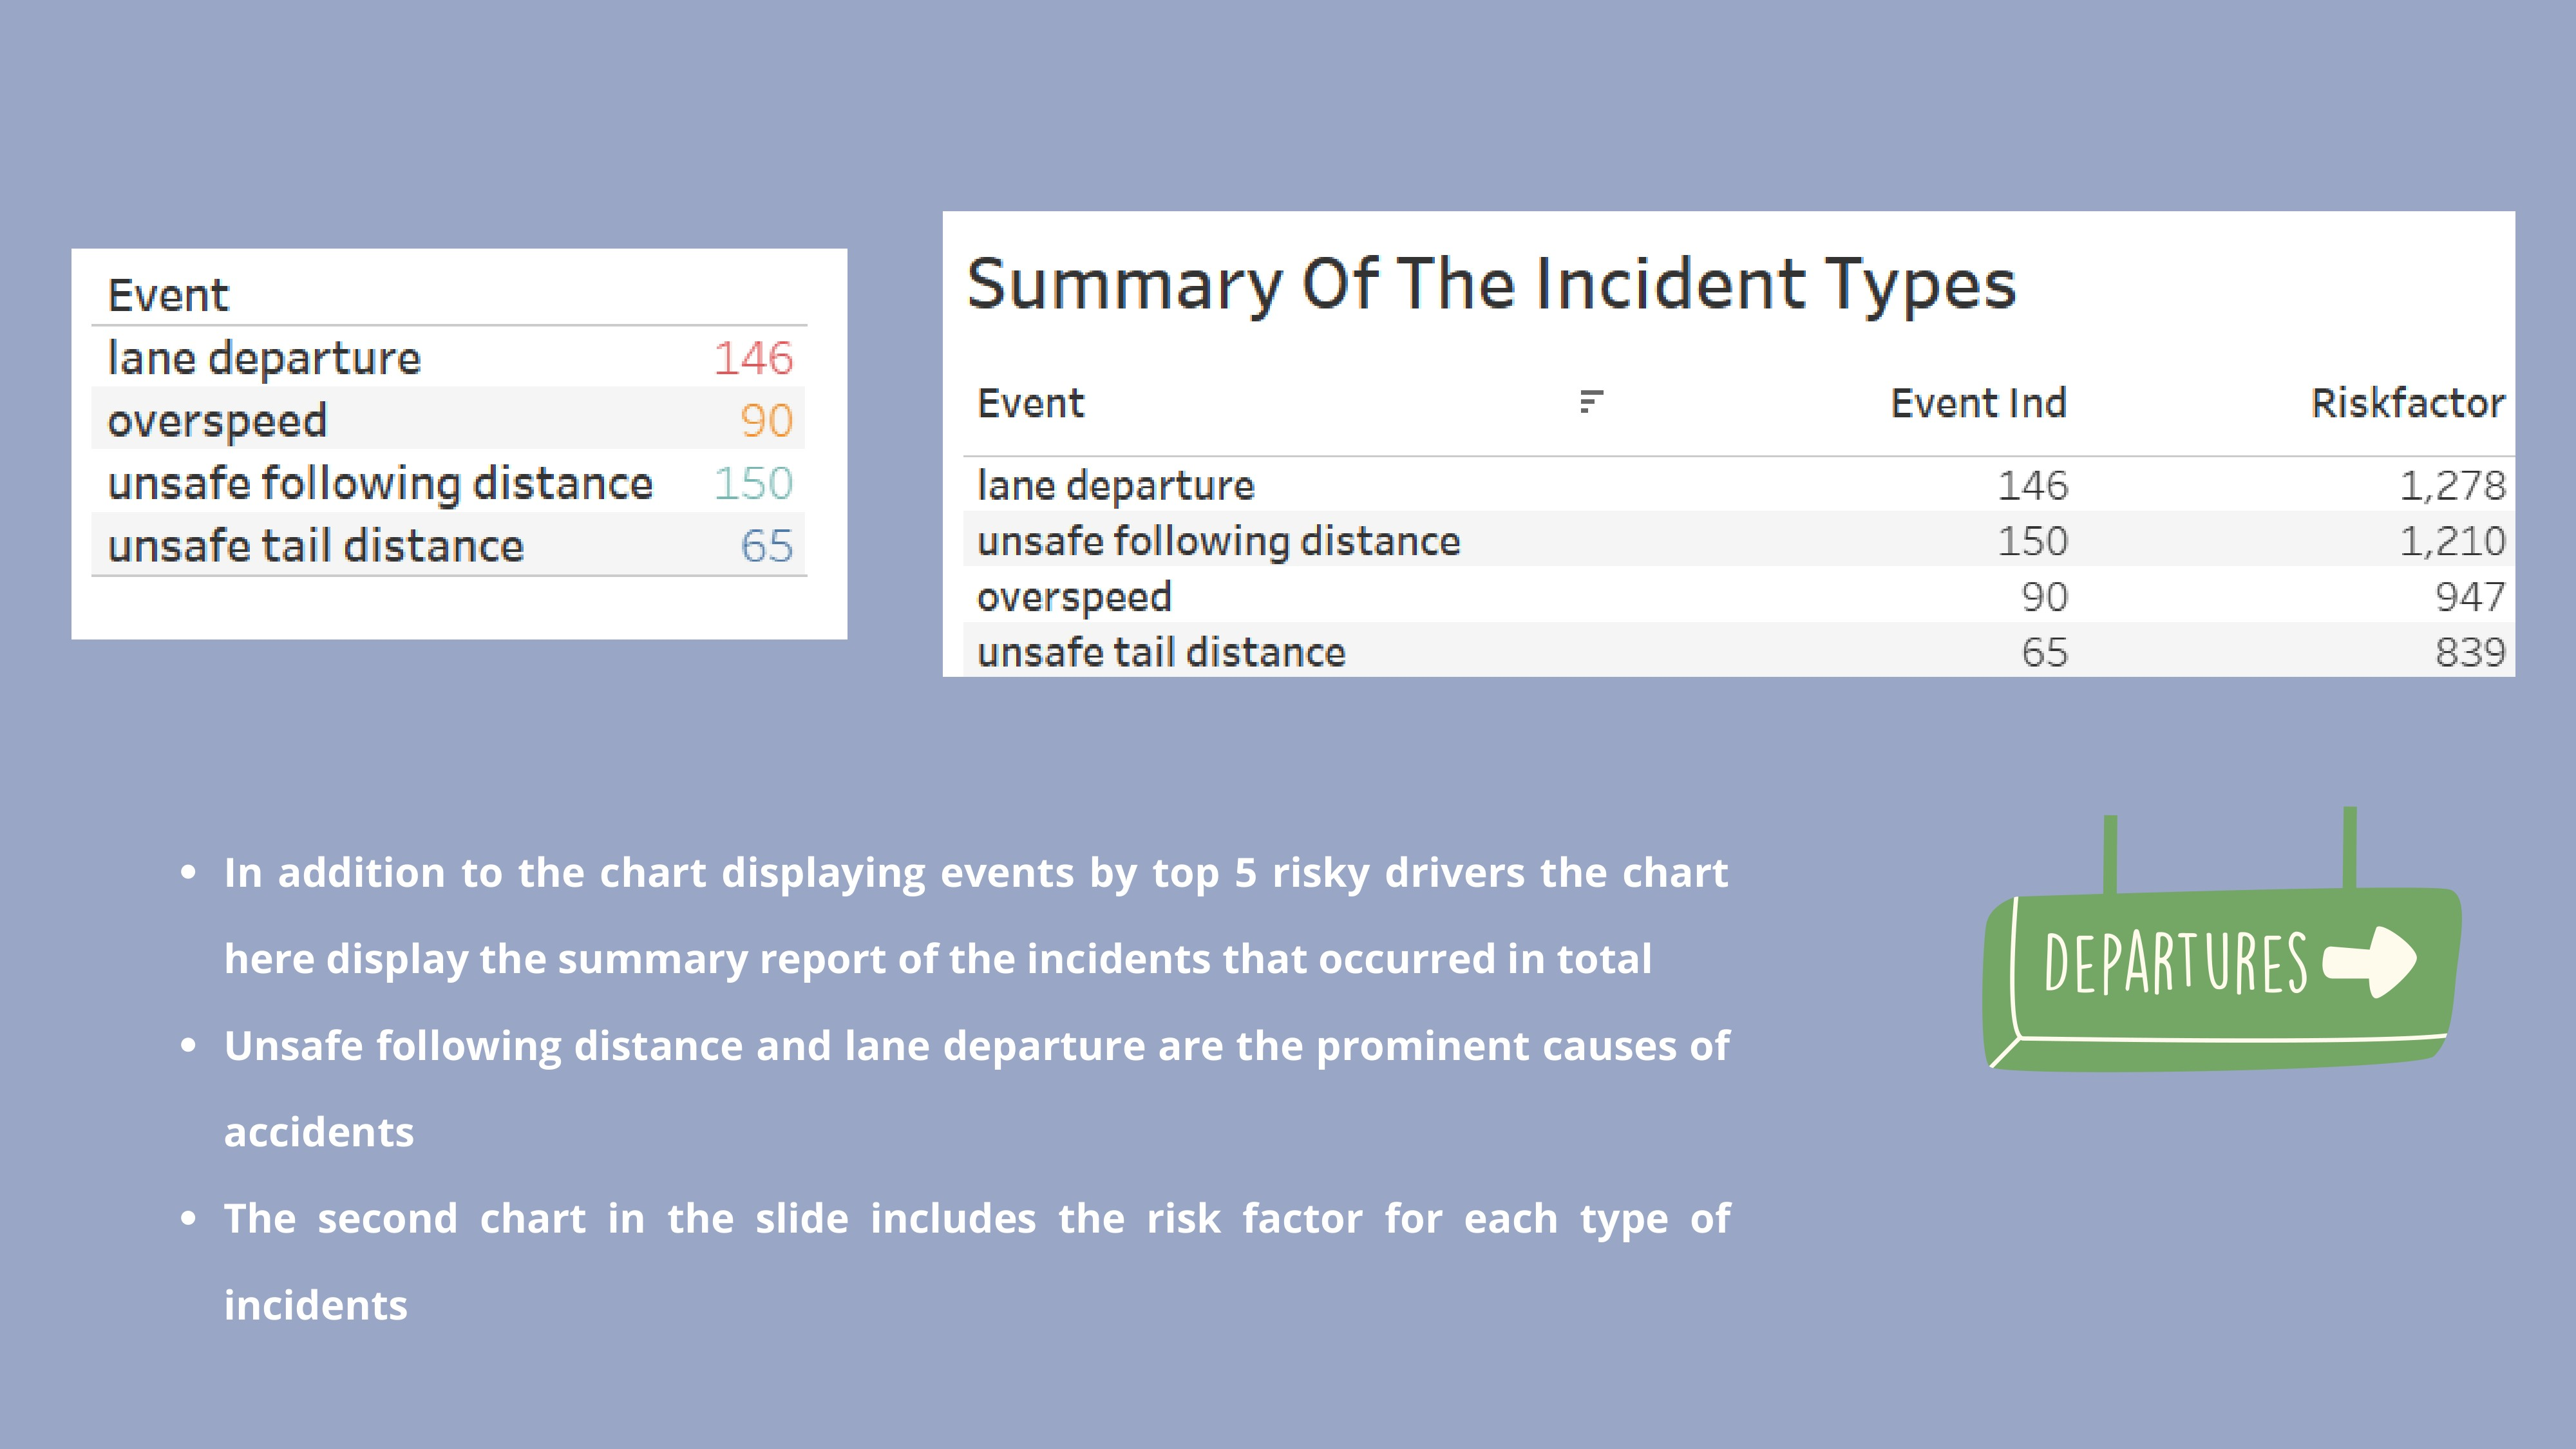 Event
lane departure 146
overspeed 90
unsafe following distance 150
unsafe tail distance 65
Summary Of The Incident Types
Event Event Ind Riskfactor
lane departure 146 1,278
unsafe following distance 150 1,210
overspeed 90 947
unsafe tail distance 65 839
• In addition to the chart displaying events by top 5 risky drivers the chart
here display the summary report of the incidents that occurred in total
• Unsafe following distance and lane departure are the prominent causes of
accidents
• The second chart in the slide includes the risk factor for each type of
incidents
DEPARTURES